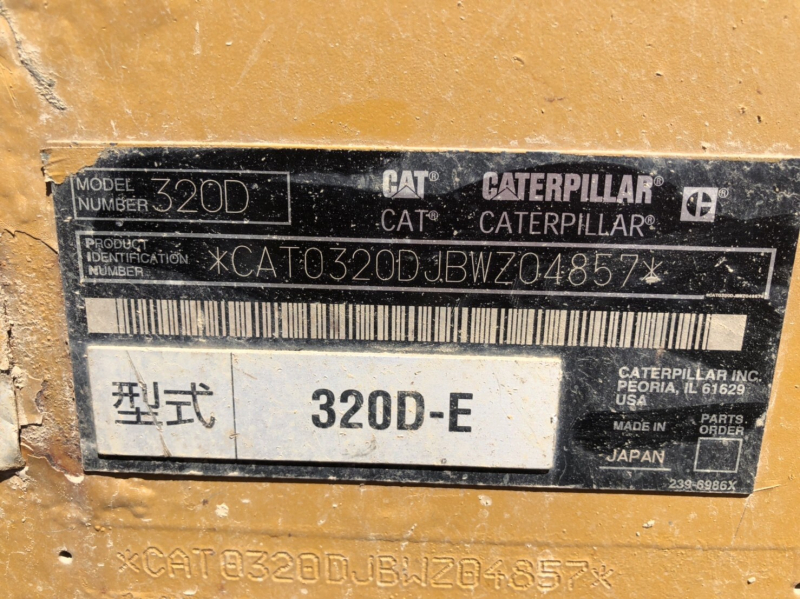 MODEL NUMBER 320D
CAT® CATERPILLAR®
CAT® CATERPILLAR®
PRODUCT IDENTIFICATION NUMBER *CAT0320DJBWZ04857*
型式 320D-E
CATERPILLAR INC.
PEORIA, IL 61629
USA
MADE IN JAPAN
PARTS ORDER
239-6986X
*CAT0320DJBWZ04857*